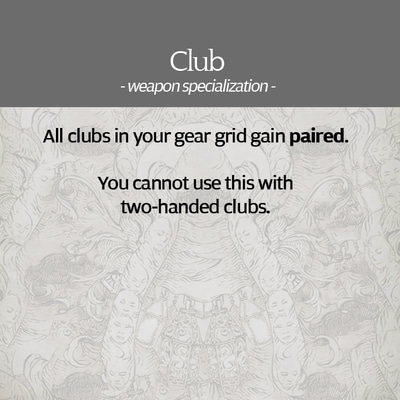 Club
- weapon specialization -
All clubs in your gear grid gain paired.
You cannot use this with
two-handed clubs.